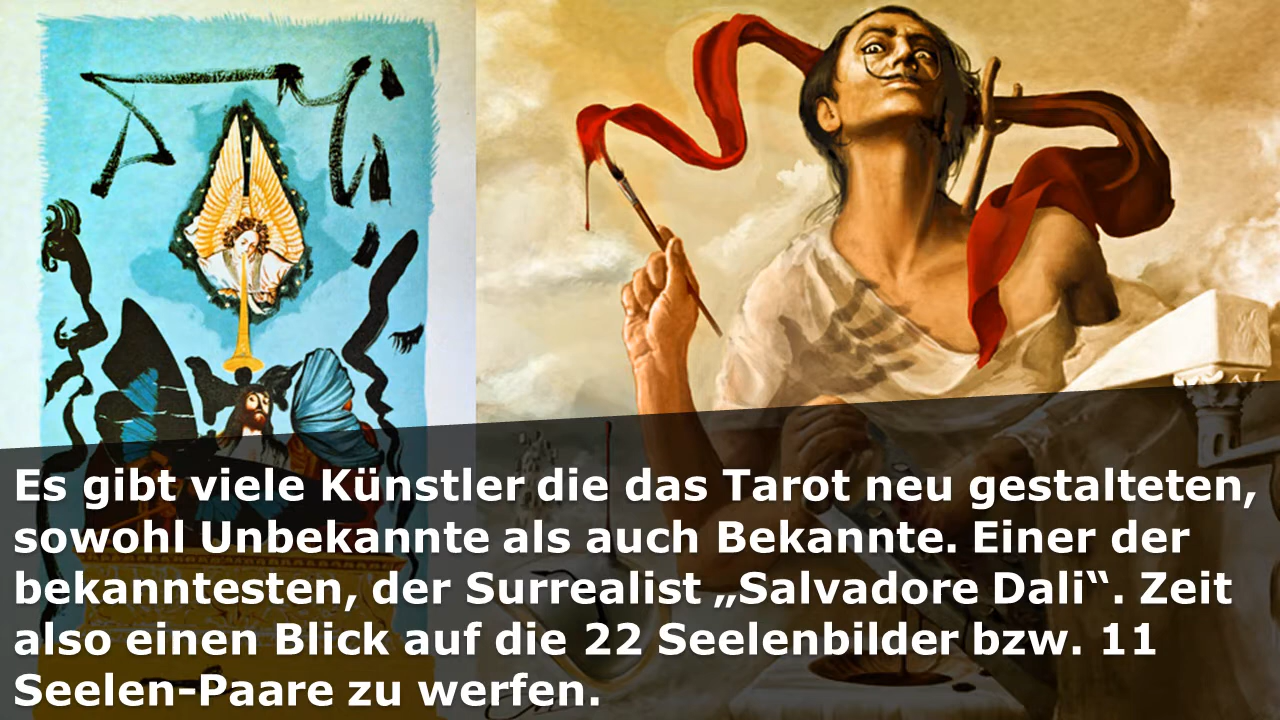 Es gibt viele Künstler die das Tarot neu gestalteten,
sowohl Unbekannte als auch Bekannte. Einer der
bekanntesten, der Surrealist „Salvadore Dali“. Zeit
also einen Blick auf die 22 Seelenbilder bzw. 11
Seelen-Paare zu werfen.